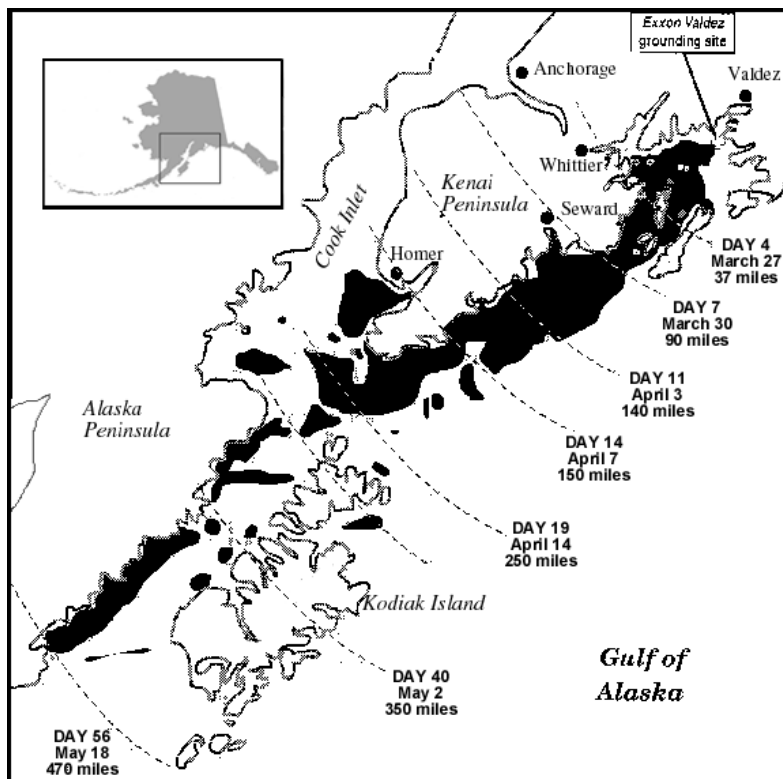 Exxon Valdez
grounding site
Anchorage
Valdez
Whittier
Kenai
Peninsula
Seward
Cook Inlet
Homer
DAY 4
March 27
37 miles
DAY 7
March 30
90 miles
DAY 11
April 3
140 miles
Alaska
Peninsula
DAY 14
April 7
150 miles
DAY 19
April 14
250 miles
Kodiak Island
Gulf of
Alaska
DAY 40
May 2
350 miles
DAY 56
May 18
470 miles